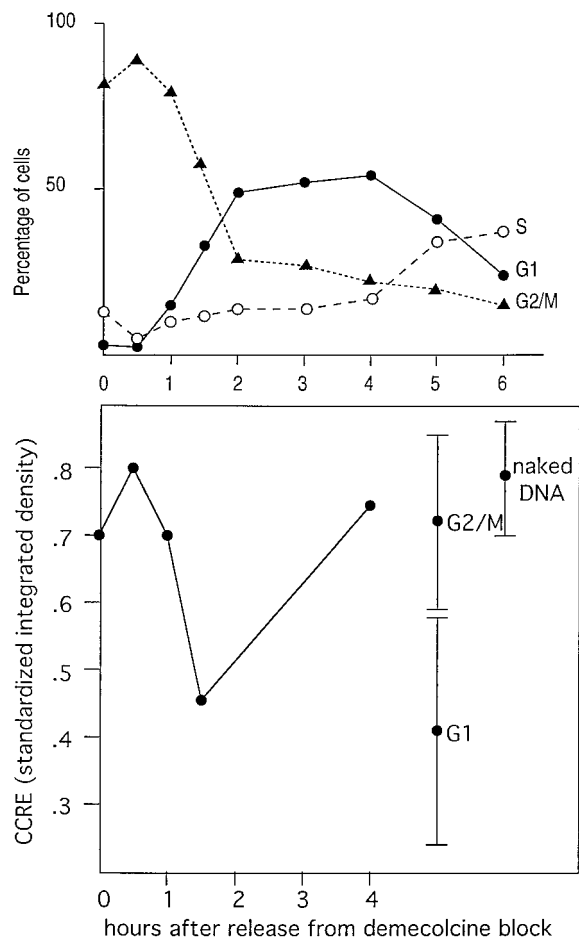 100
50
Percentage of cells
S
G1
G2/M
0 1 2 3 4 5 6
.8
.7
.6
.5
.4
.3
CCRE (standardized integrated density)
naked
DNA
G2/M
G1
0 1 2 3 4
hours after release from demecolcine block